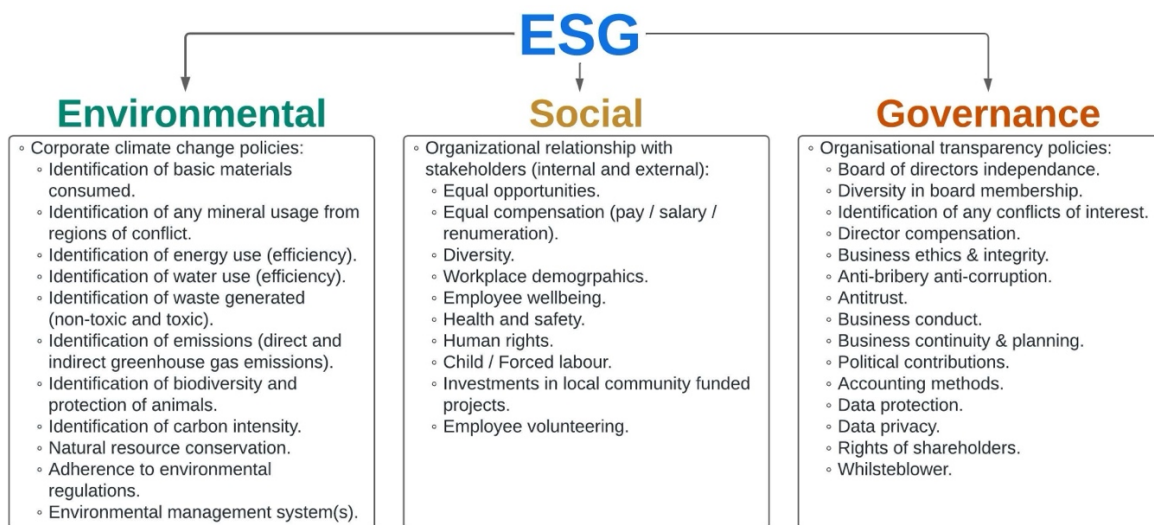 ESG
Environmental
◦ Corporate climate change policies:
◦ Identification of basic materials
consumed.
◦ Identification of any mineral usage from
regions of conflict.
◦ Identification of energy use (efficiency).
◦ Identification of water use (efficiency).
◦ Identification of waste generated
(non-toxic and toxic).
◦ Identification of emissions (direct and
indirect greenhouse gas emissions).
◦ Identification of biodiversity and
protection of animals.
◦ Identification of carbon intensity.
◦ Natural resource conservation.
◦ Adherence to environmental
regulations.
◦ Environmental management system(s).
Social
◦ Organizational relationship with
stakeholders (internal and external):
◦ Equal opportunities.
◦ Equal compensation (pay / salary /
renumeration).
◦ Diversity.
◦ Workplace demogrpahics.
◦ Employee wellbeing.
◦ Health and safety.
◦ Human rights.
◦ Child / Forced labour.
◦ Investments in local community funded
projects.
◦ Employee volunteering.
Governance
◦ Organisational transparency policies:
◦ Board of directors independance.
◦ Diversity in board membership.
◦ Identification of any conflicts of interest.
◦ Director compensation.
◦ Business ethics & integrity.
◦ Anti-bribery anti-corruption.
◦ Antitrust.
◦ Business conduct.
◦ Business continuity & planning.
◦ Political contributions.
◦ Accounting methods.
◦ Data protection.
◦ Data privacy.
◦ Rights of shareholders.
◦ Whilsteblower.